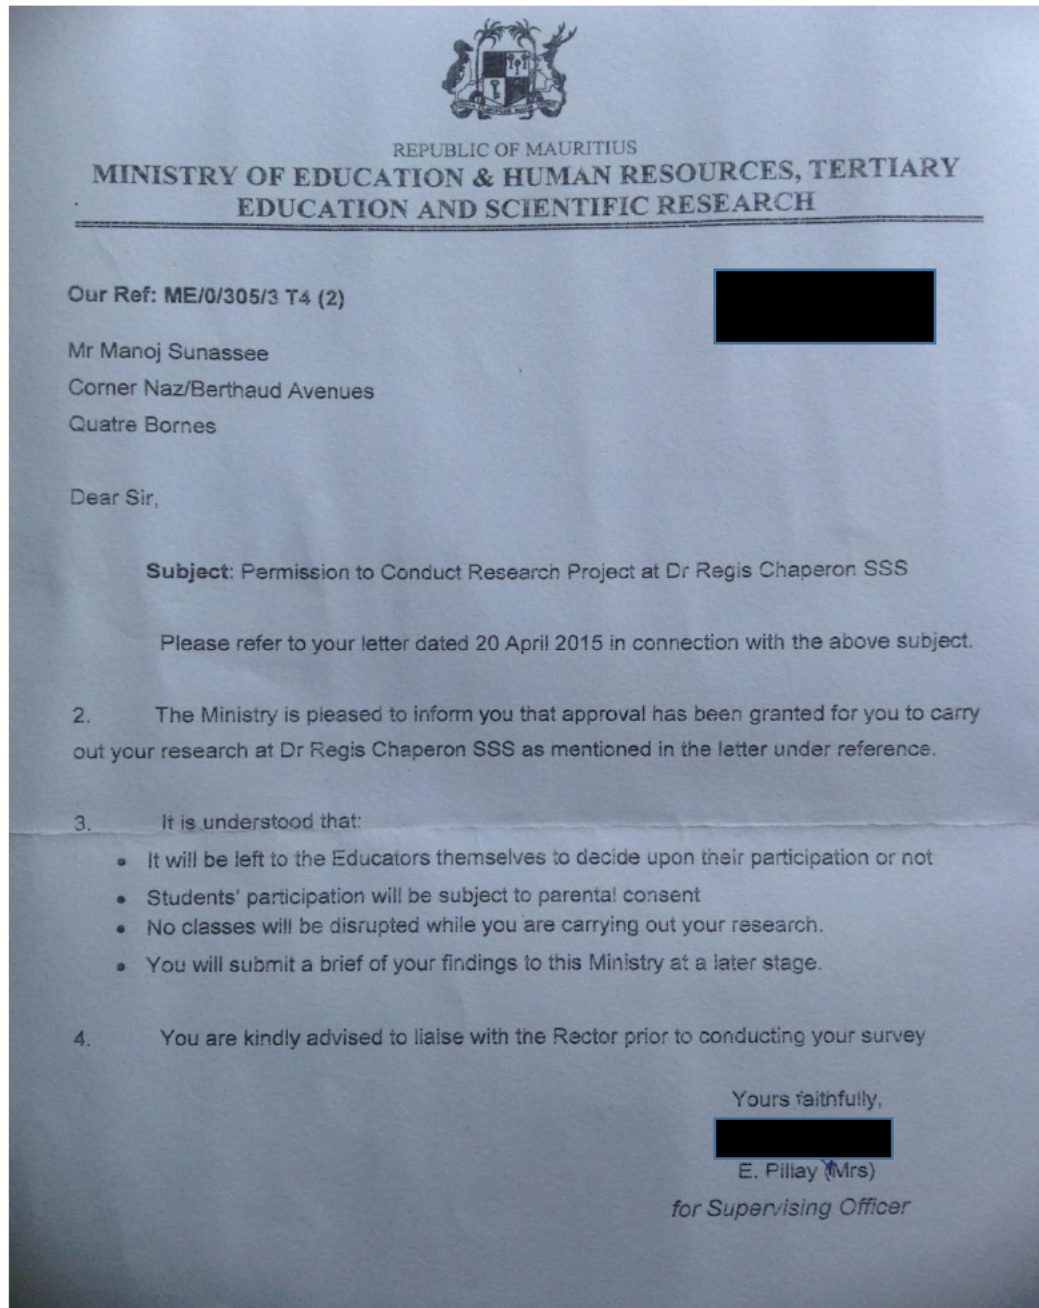 REPUBLIC OF MAURITIUS
MINISTRY OF EDUCATION & HUMAN RESOURCES, TERTIARY
EDUCATION AND SCIENTIFIC RESEARCH
Our Ref: ME/0/305/3 T4 (2)
Mr Manoj Sunassee
Corner Naz/Berthaud Avenues
Quatre Bornes
Dear Sir,
Subject: Permission to Conduct Research Project at Dr Regis Chaperon SSS
Please refer to your letter dated 20 April 2015 in connection with the above subject.
2. The Ministry is pleased to inform you that approval has been granted for you to carry
out your research at Dr Regis Chaperon SSS as mentioned in the letter under reference.
3. It is understood that:
• It will be left to the Educators themselves to decide upon their participation or not
• Students' participation will be subject to parental consent
• No classes will be disrupted while you are carrying out your research.
• You will submit a brief of your findings to this Ministry at a later stage.
4. You are kindly advised to liaise with the Rector prior to conducting your survey
Yours faithfully,
E. Pillay (Mrs)
for Supervising Officer